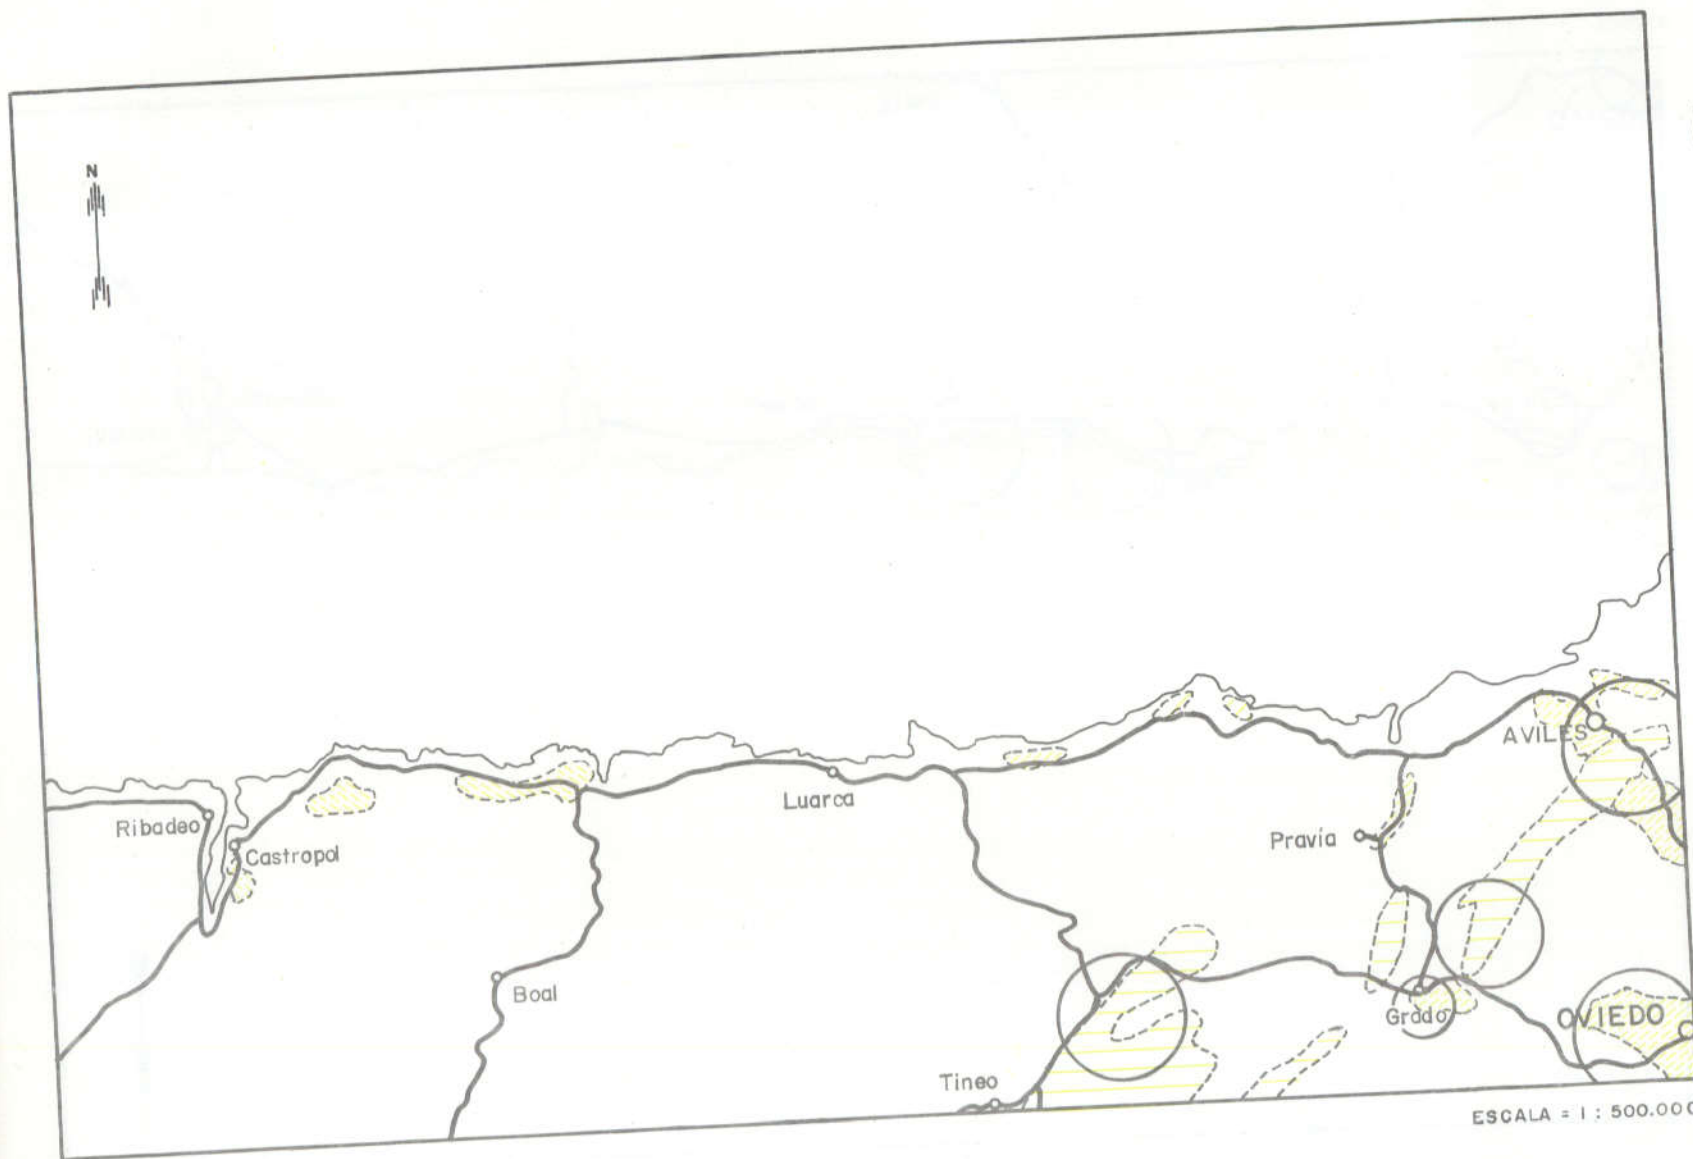 N
AVILES
Luarca
Ribadeo
Pravia
Castropol
Boal
Grado
OVIEDO
Tineo
ESCALA = 1 : 500.000